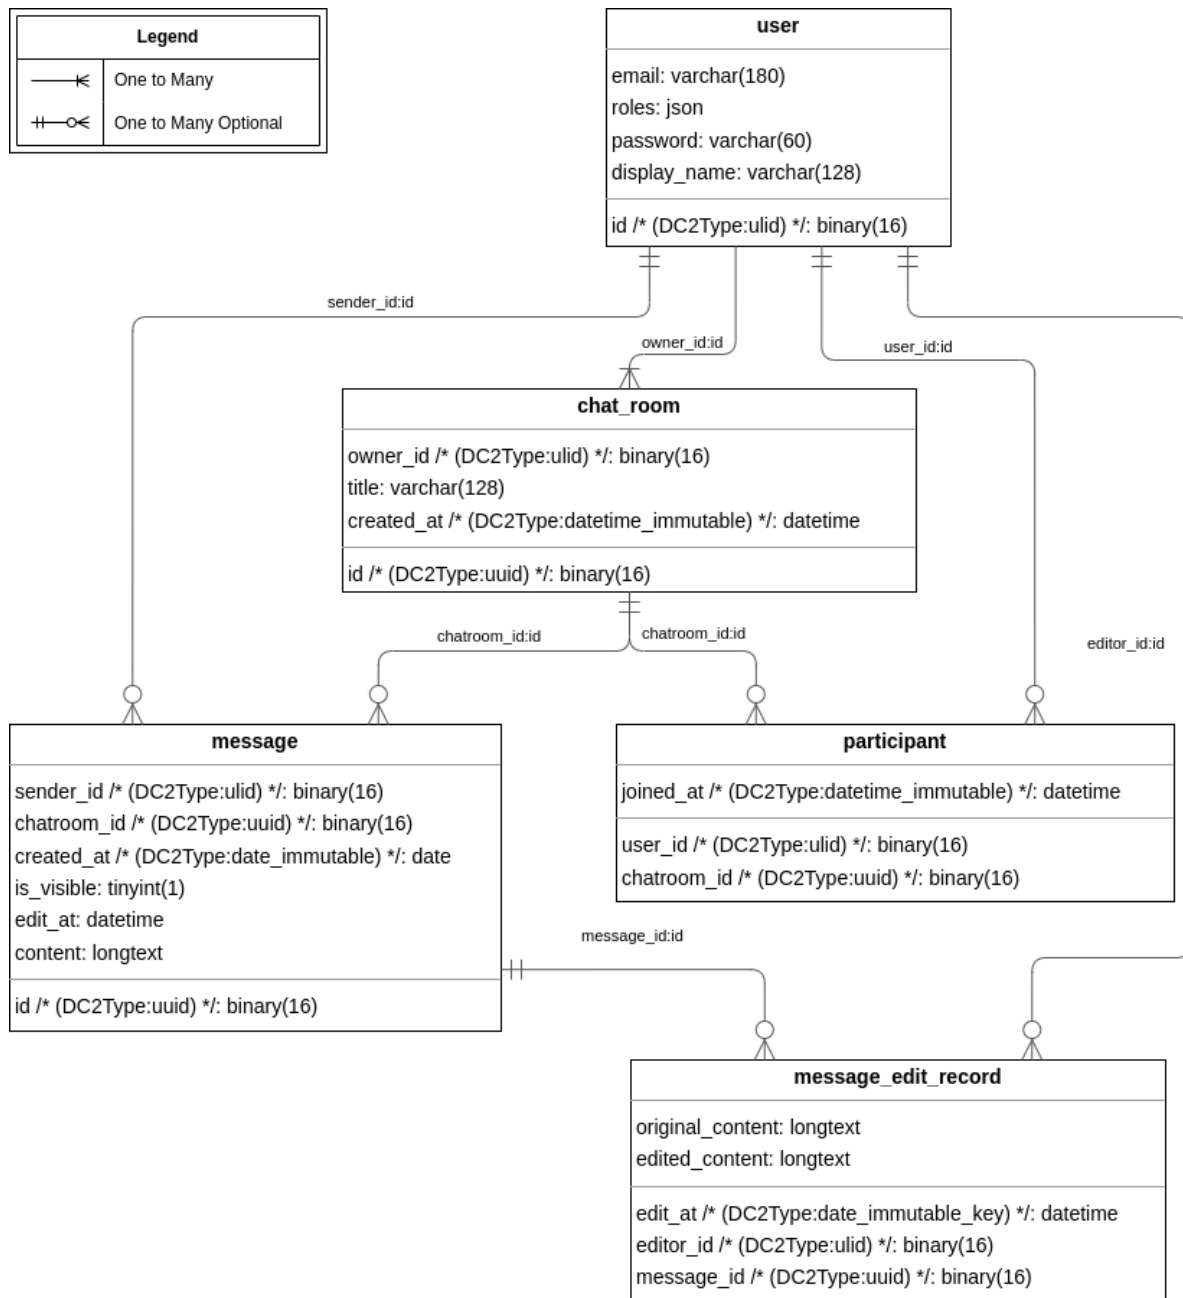 Legend
One to Many
One to Many Optional
user
email: varchar(180)
roles: json
password: varchar(60)
display_name: varchar(128)
id /* (DC2Type:ulid) */: binary(16)
sender_id:id
owner_id:id
user_id:id
chat_room
owner_id /* (DC2Type:ulid) */: binary(16)
title: varchar(128)
created_at /* (DC2Type:datetime_immutable) */: datetime
id /* (DC2Type:uuid) */: binary(16)
chatroom_id:id
chatroom_id:id
editor_id:id
message
sender_id /* (DC2Type:ulid) */: binary(16)
chatroom_id /* (DC2Type:uuid) */: binary(16)
created_at /* (DC2Type:date_immutable) */: date
is_visible: tinyint(1)
edit_at: datetime
content: longtext
id /* (DC2Type:uuid) */: binary(16)
participant
joined_at /* (DC2Type:datetime_immutable) */: datetime
user_id /* (DC2Type:ulid) */: binary(16)
chatroom_id /* (DC2Type:uuid) */: binary(16)
message_id:id
message_edit_record
original_content: longtext
edited_content: longtext
edit_at /* (DC2Type:date_immutable_key) */: datetime
editor_id /* (DC2Type:ulid) */: binary(16)
message_id /* (DC2Type:uuid) */: binary(16)